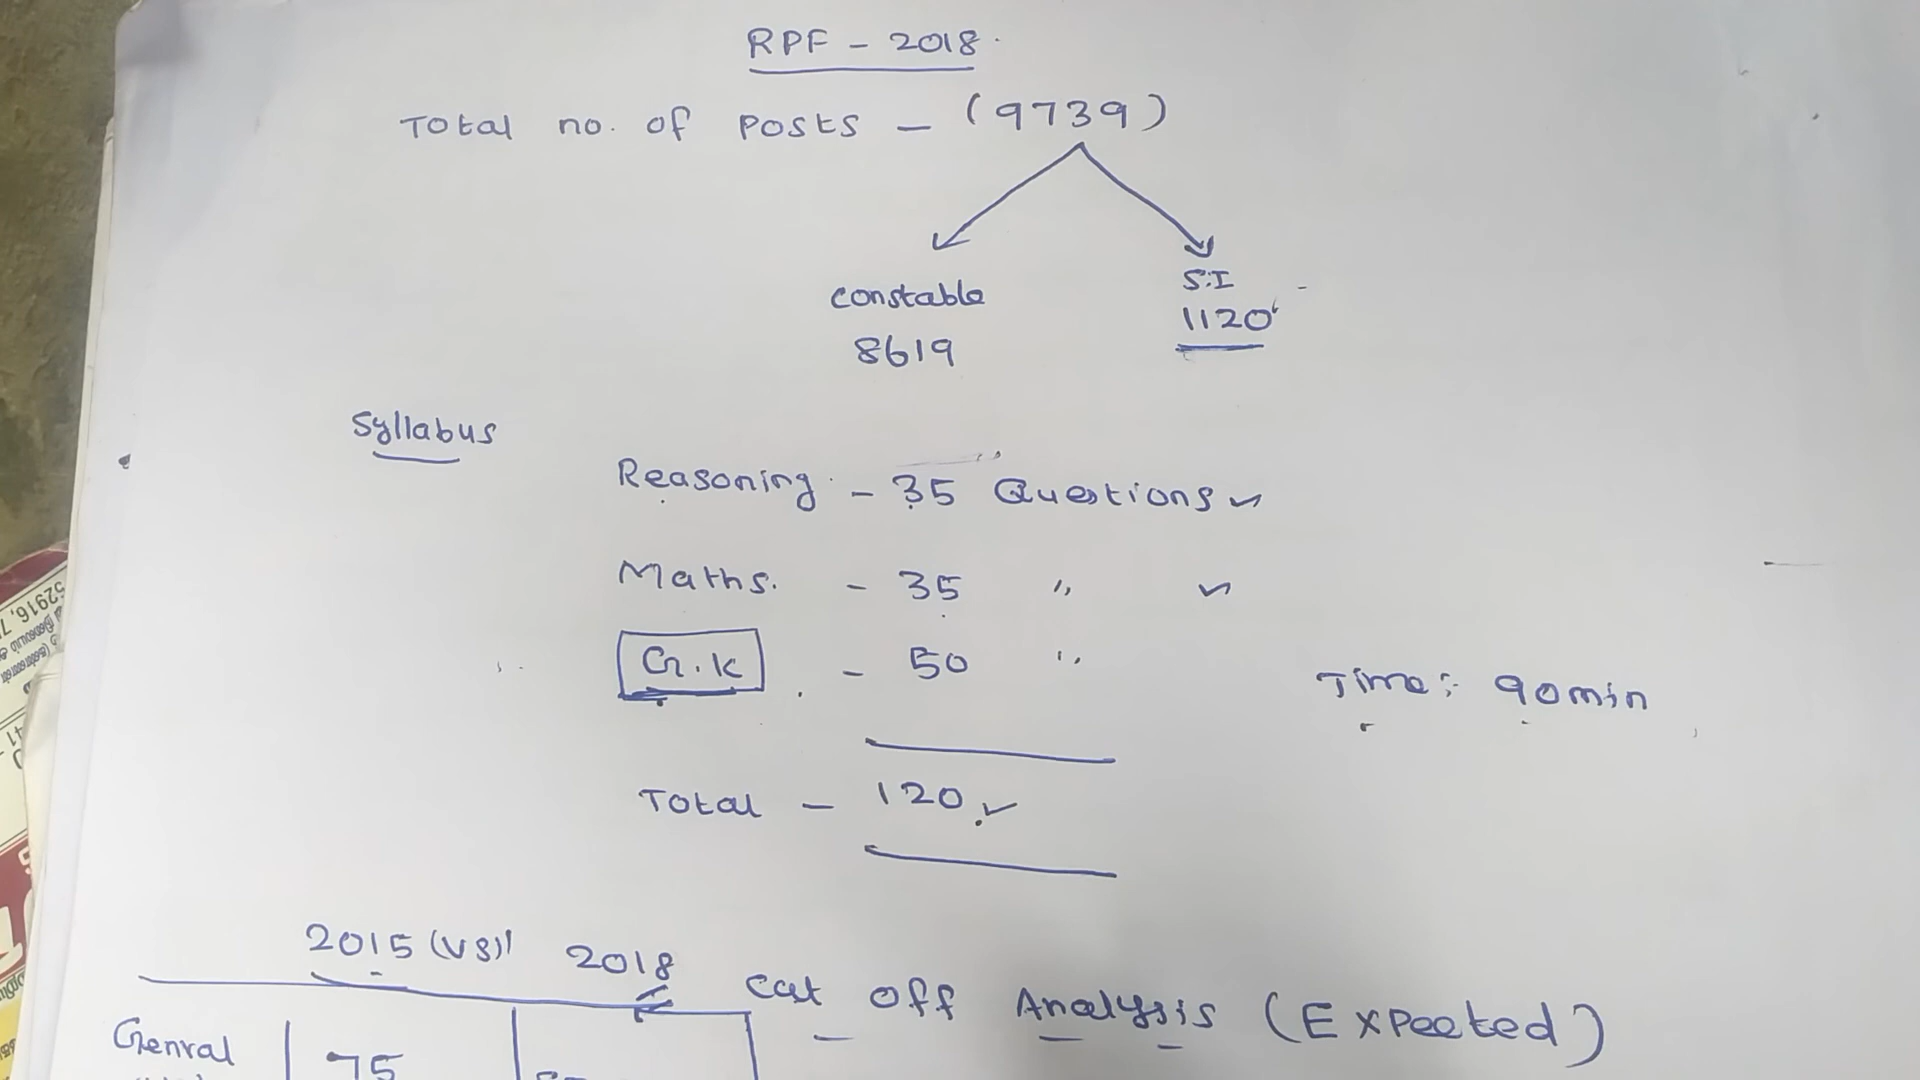 RPF - 2018
Total no. of posts - (9739)
constable
8619
S.I
1120
Syllabus
Reasoning - 35 Questions
Maths. - 35 "
G.K - 50 "
Time: 90min
Total - 120
2015 (VS) 2018 cut off Analysis (Expected)
Genral 75